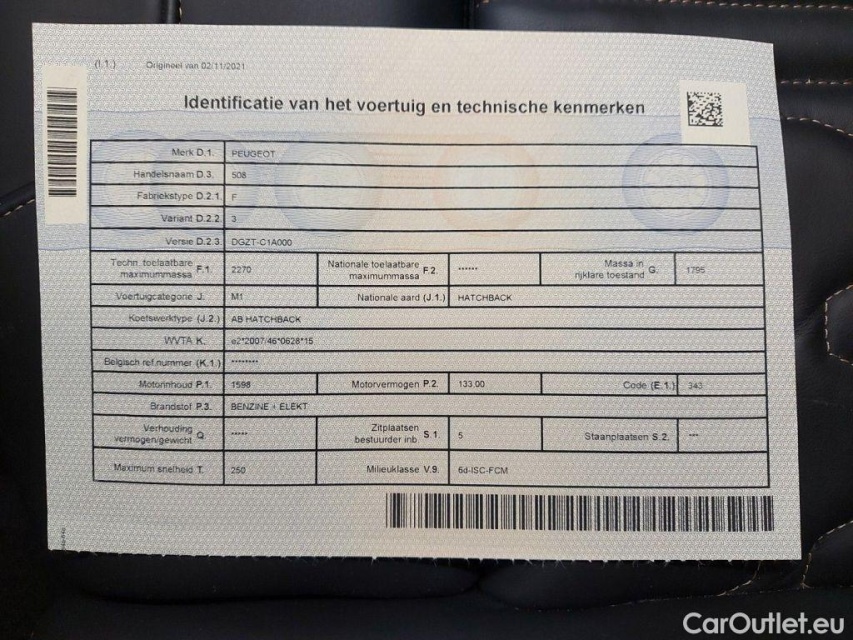 (I.1.) Origineel van 02/11/2021
Identificatie van het voertuig en technische kenmerken
Merk D.1. PEUGEOT
Handelsnaam D.3. 508
Fabriekstype D.2.1. F
Variant D.2.2. 3
Versie D.2.3. DGZT-C1A000
Techn. toelaatbare maximummassa F.1. 2270 Nationale toelaatbare maximummassa F.2. ****** Massa in rijklare toestand G. 1795
Voertuigcategorie J. M1 Nationale aard (J.1.) HATCHBACK
Koetswerktype (J.2.) AB HATCHBACK
WVTA K. e2*2007/46*0628*15
Belgisch ref.nummer (K.1.) ********
Motorinhoud P.1. 1598 Motorvermogen P.2. 133.00 Code (E.1.) 343
Brandstof P.3. BENZINE + ELEKT
Verhouding vermogen/gewicht Q. ***** Zitplaatsen bestuurder inb. S.1. 5 Staanplaatsen S.2. ***
Maximum snelheid T. 250 Milieuklasse V.9. 6d-ISC-FCM
CarOutlet.eu